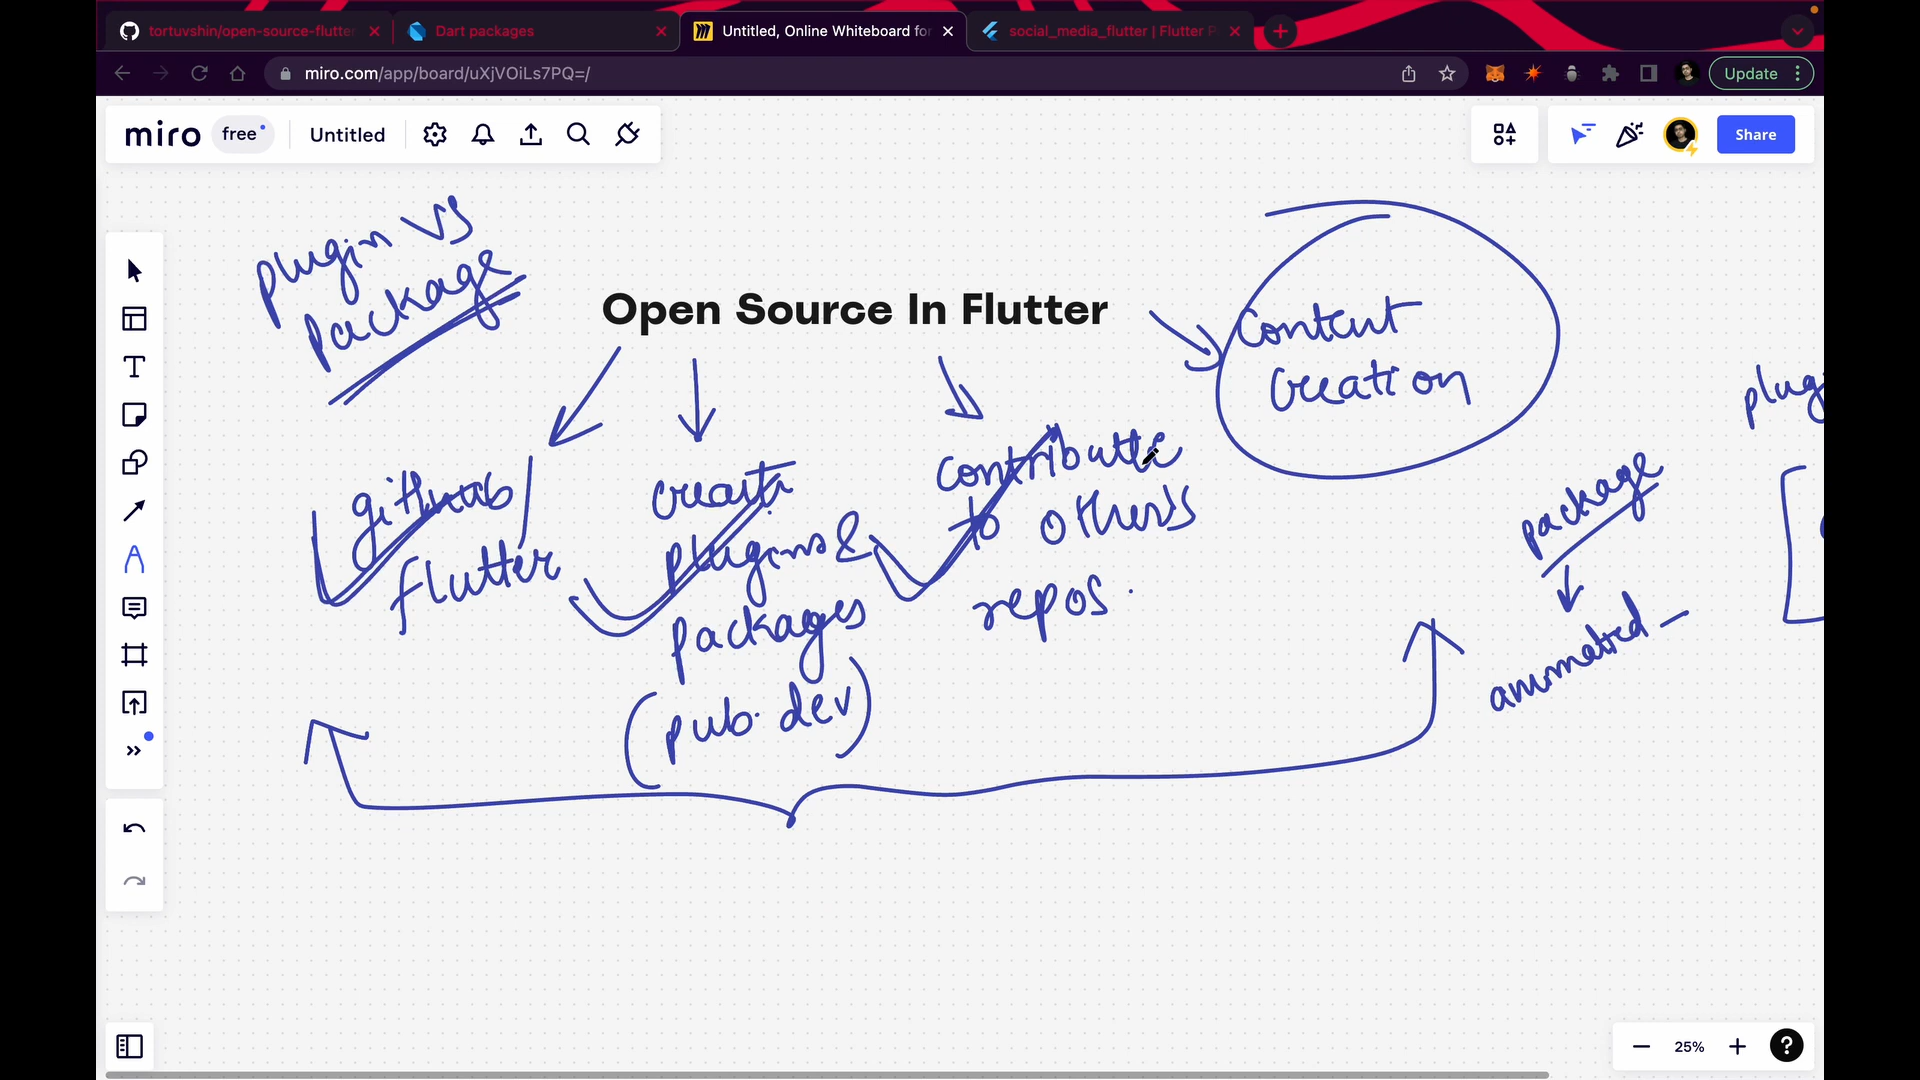 tortuvshin/open-source-flutter
Dart packages
Untitled, Online Whiteboard for
social_media_flutter | Flutter P
miro.com/app/board/uXjVOiLs7PQ=/
Update
miro
free
Untitled
Share
plugin vs
package
Open Source In Flutter
content
creation
github/
flutter
create
plugins &
packages
(pub.dev)
contribute
to others
repos.
plug
package
animated -
25%